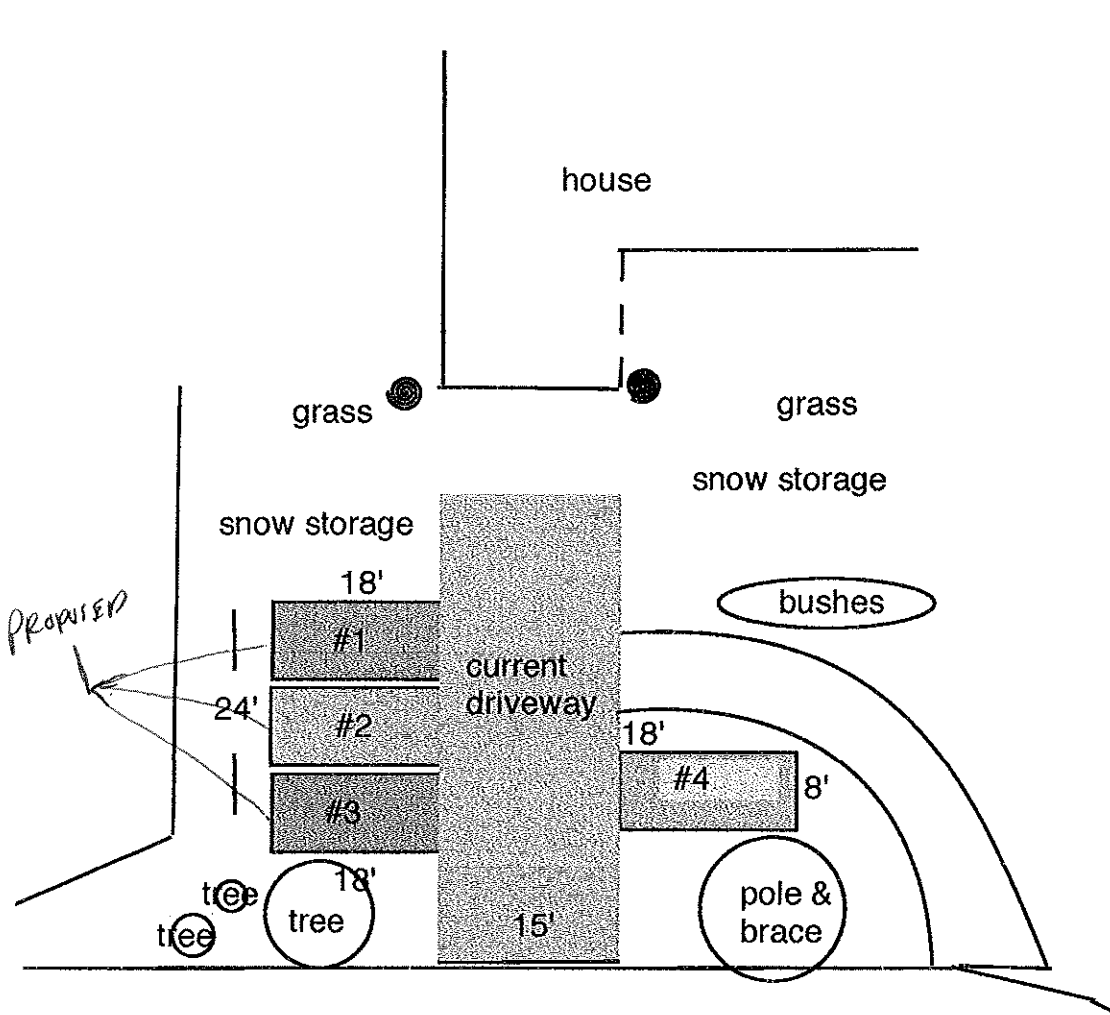 house
grass
grass
snow storage
snow storage
18'
PROPOSED
bushes
#1
current
driveway
24'
#2
18'
#4
8'
#3
18'
tree
tree
tree
15'
pole &
brace